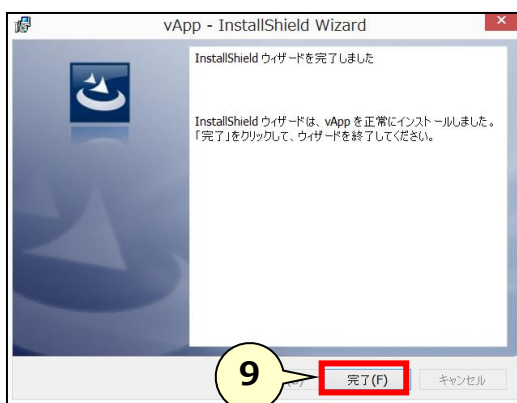 vApp - InstallShield Wizard
InstallShield ウィザードを完了しました
InstallShield ウィザードは、vApp を正常にインストールしました。
「完了」をクリックして、ウィザードを終了してください。
9
完了(F)
キャンセル